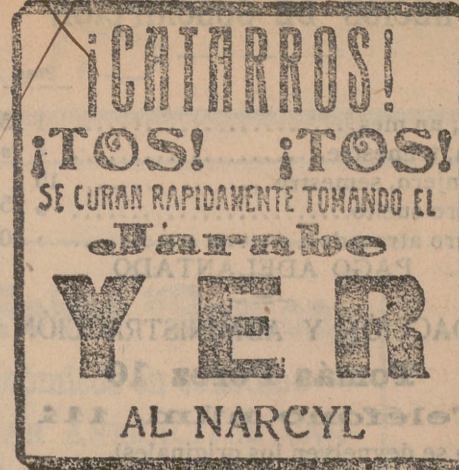 ¡CATARROS!
¡TOS! ¡TOS!
SE CURAN RAPIDAMENTE TOMANDO EL
Jarabe
YER
AL NARCYL